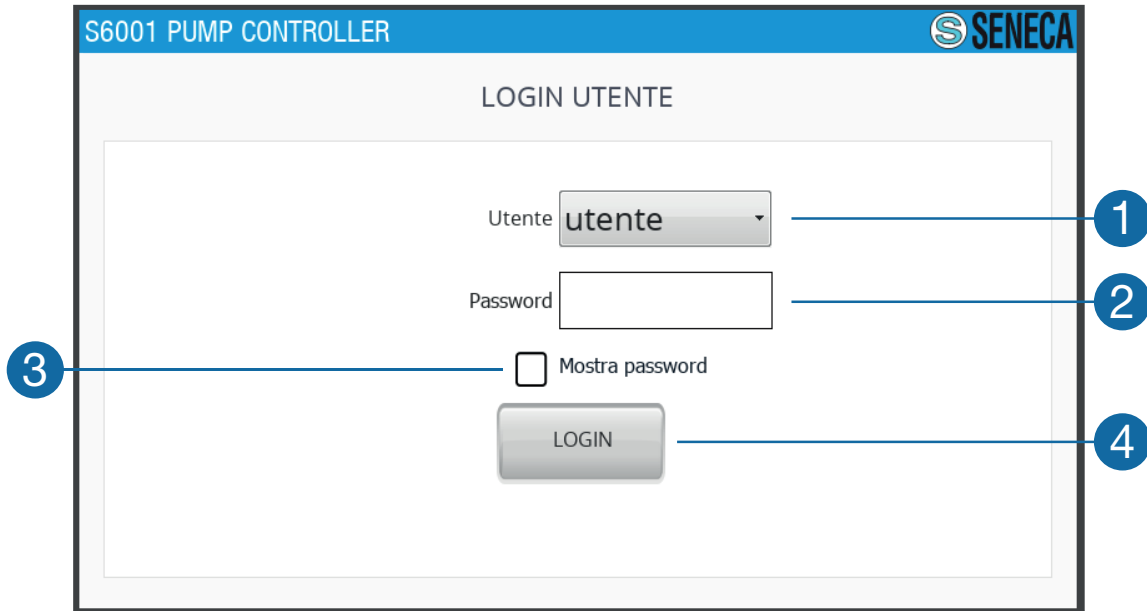 S6001 PUMP CONTROLLER
S SENECA
LOGIN UTENTE
Utente utente
1
Password
2
3
Mostra password
LOGIN
4